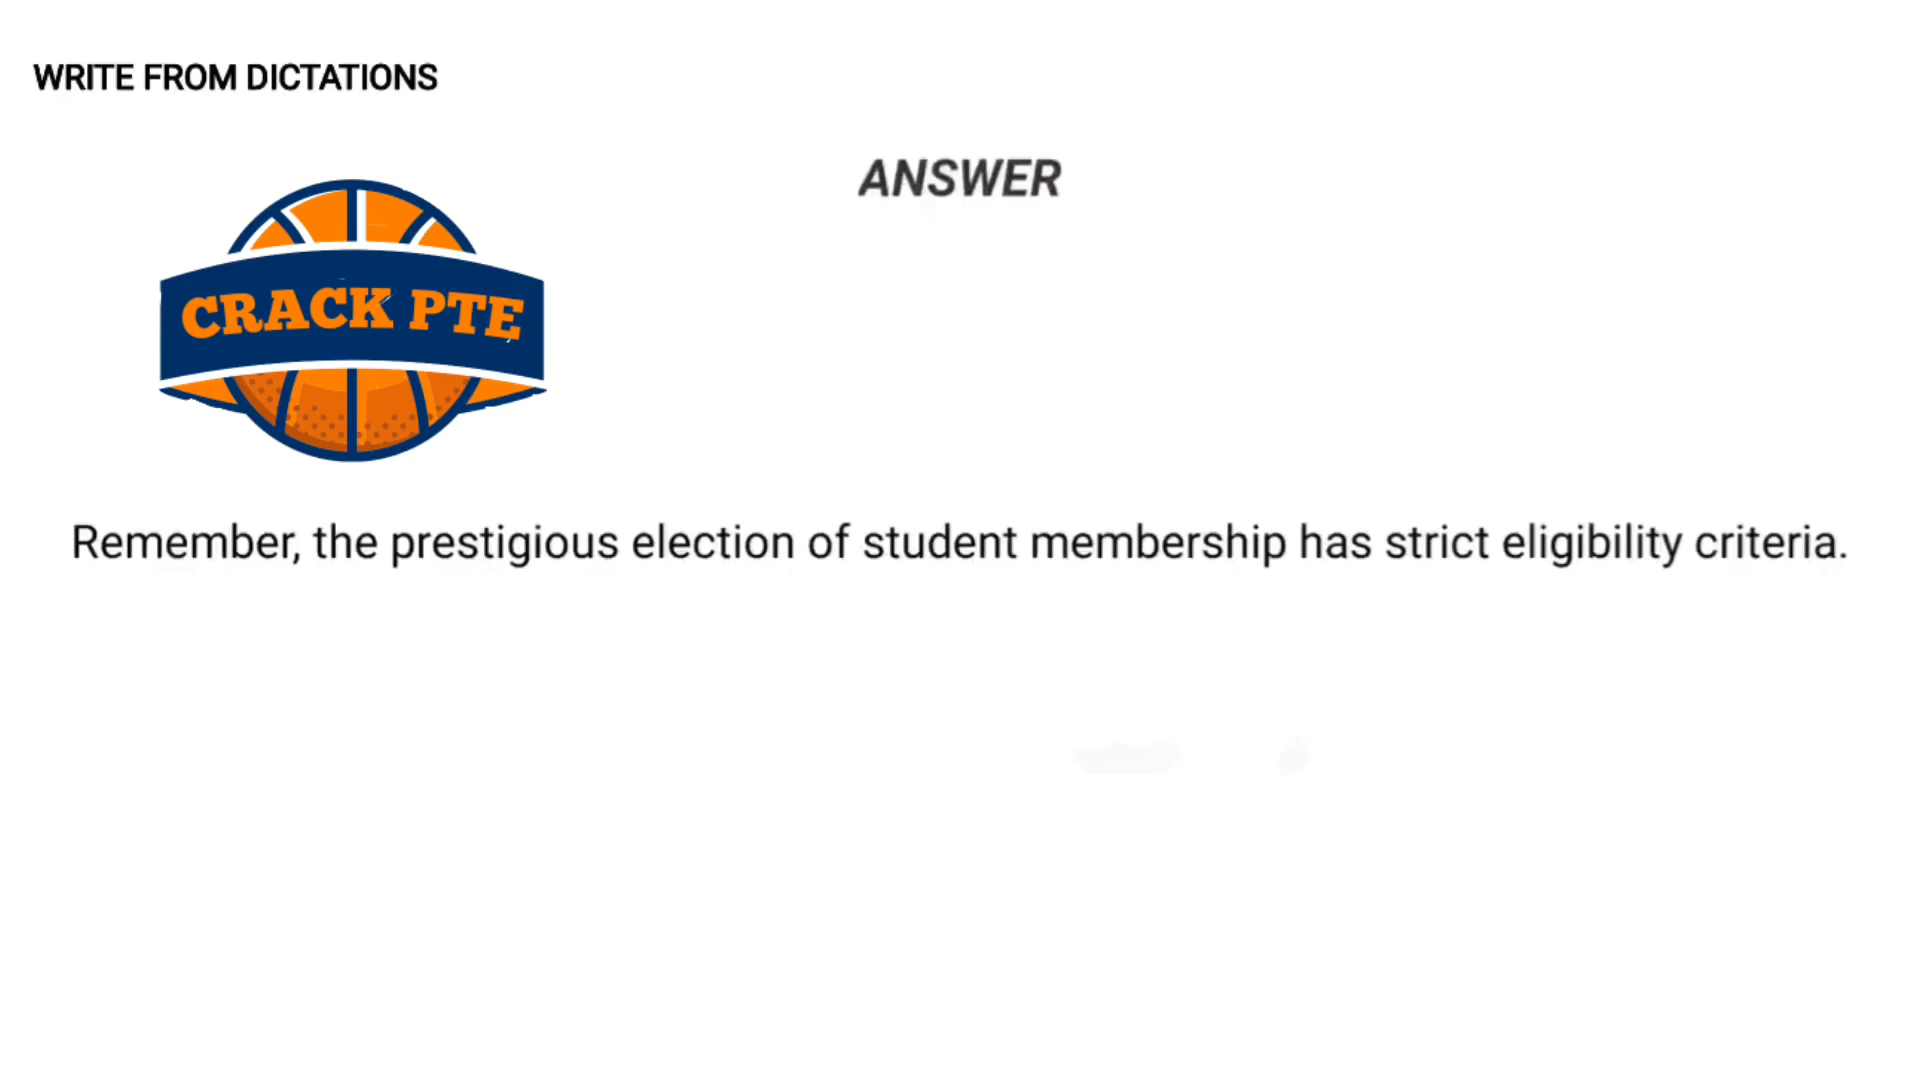 WRITE FROM DICTATIONS
ANSWER
CRACK PTE
Remember, the prestigious election of student membership has strict eligibility criteria.